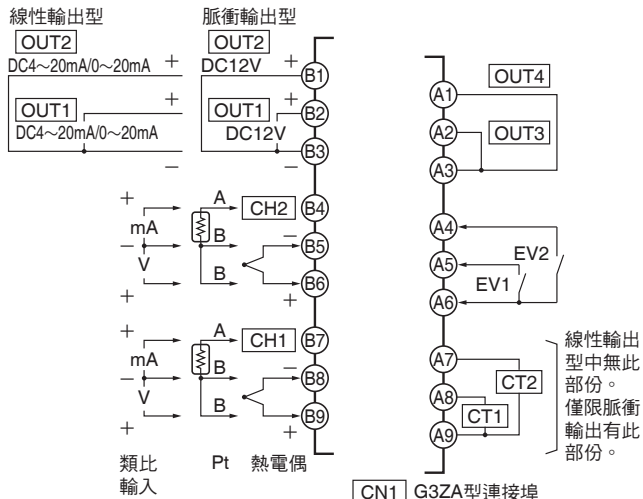 線性輸出型 脈衝輸出型
OUT2 OUT2
DC4～20mA/0～20mA + DC12V + B1
OUT1 + OUT1 + B2
DC4～20mA/0～20mA DC12V
− − B3
+ A CH2 B4
mA
− B − B5
V
+ B + B6
+ A CH1 B7
mA
− B − B8
V
+ B + B9
類比 Pt 熱電偶
輸入
OUT4
A1
A2 OUT3
A3
A4
EV2
A5
EV1
A6
A7
CT2
A8
CT1
A9
線性輸出
型中無此
部份。
僅限脈衝
輸出有此
部份。
CN1 G3ZA型連接埠